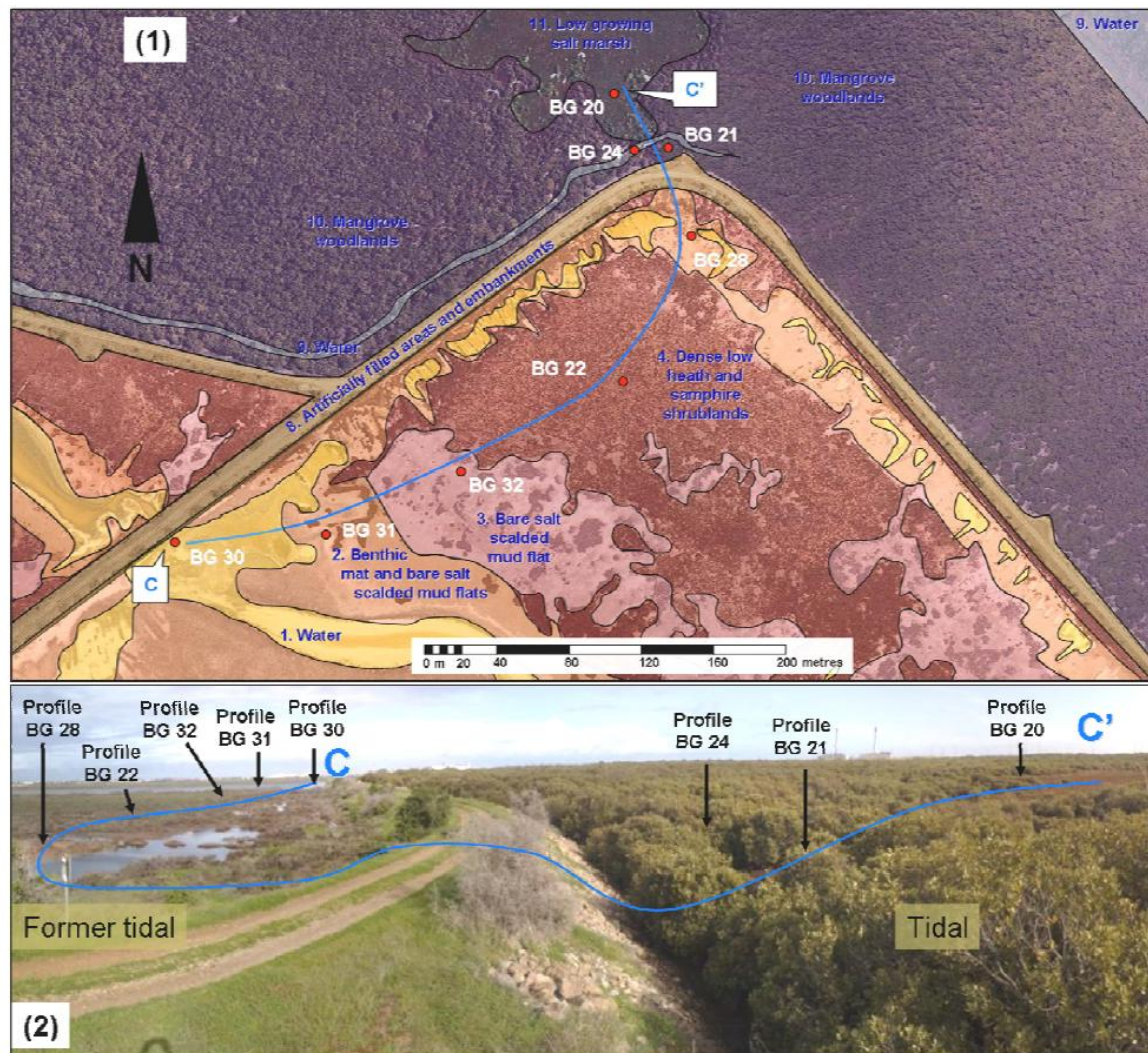 (1)
11. Low growing
salt marsh
9. Water
C'
10. Mangrove
woodlands
BG 20
BG 21
BG 24
N
10. Mangrove
woodlands
BG 28
9. Water
8. Artificially filled areas and embankments
BG 22
4. Dense low
heath and
samphire
shrublands
BG 32
3. Bare salt
scalded
mud flat
BG 31
BG 30
C
2. Benthic
mat and bare salt
scalded mud flats
1. Water
0 m 20 40 80 120 160 200 metres
Profile
BG 28
Profile
BG 22
Profile
BG 32
Profile
BG 31
Profile
BG 30
C
Profile
BG 24
Profile
BG 21
Profile
BG 20
C'
Former tidal
Tidal
(2)